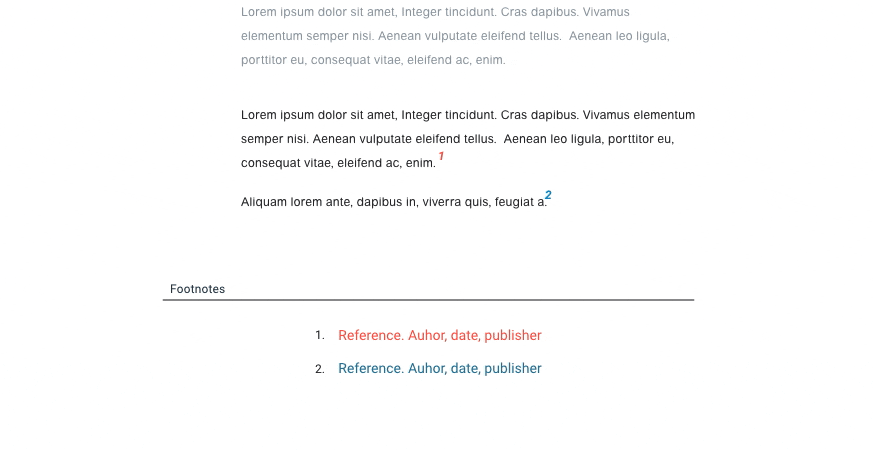 Lorem ipsum dolor sit amet, Integer tincidunt. Cras dapibus. Vivamus
elementum semper nisi. Aenean vulputate eleifend tellus.  Aenean leo ligula,
porttitor eu, consequat vitae, eleifend ac, enim.
Lorem ipsum dolor sit amet, Integer tincidunt. Cras dapibus. Vivamus elementum
semper nisi. Aenean vulputate eleifend tellus.  Aenean leo ligula, porttitor eu,
consequat vitae, eleifend ac, enim. 1
Aliquam lorem ante, dapibus in, viverra quis, feugiat a.2
Footnotes
1. Reference. Auhor, date, publisher
2. Reference. Auhor, date, publisher